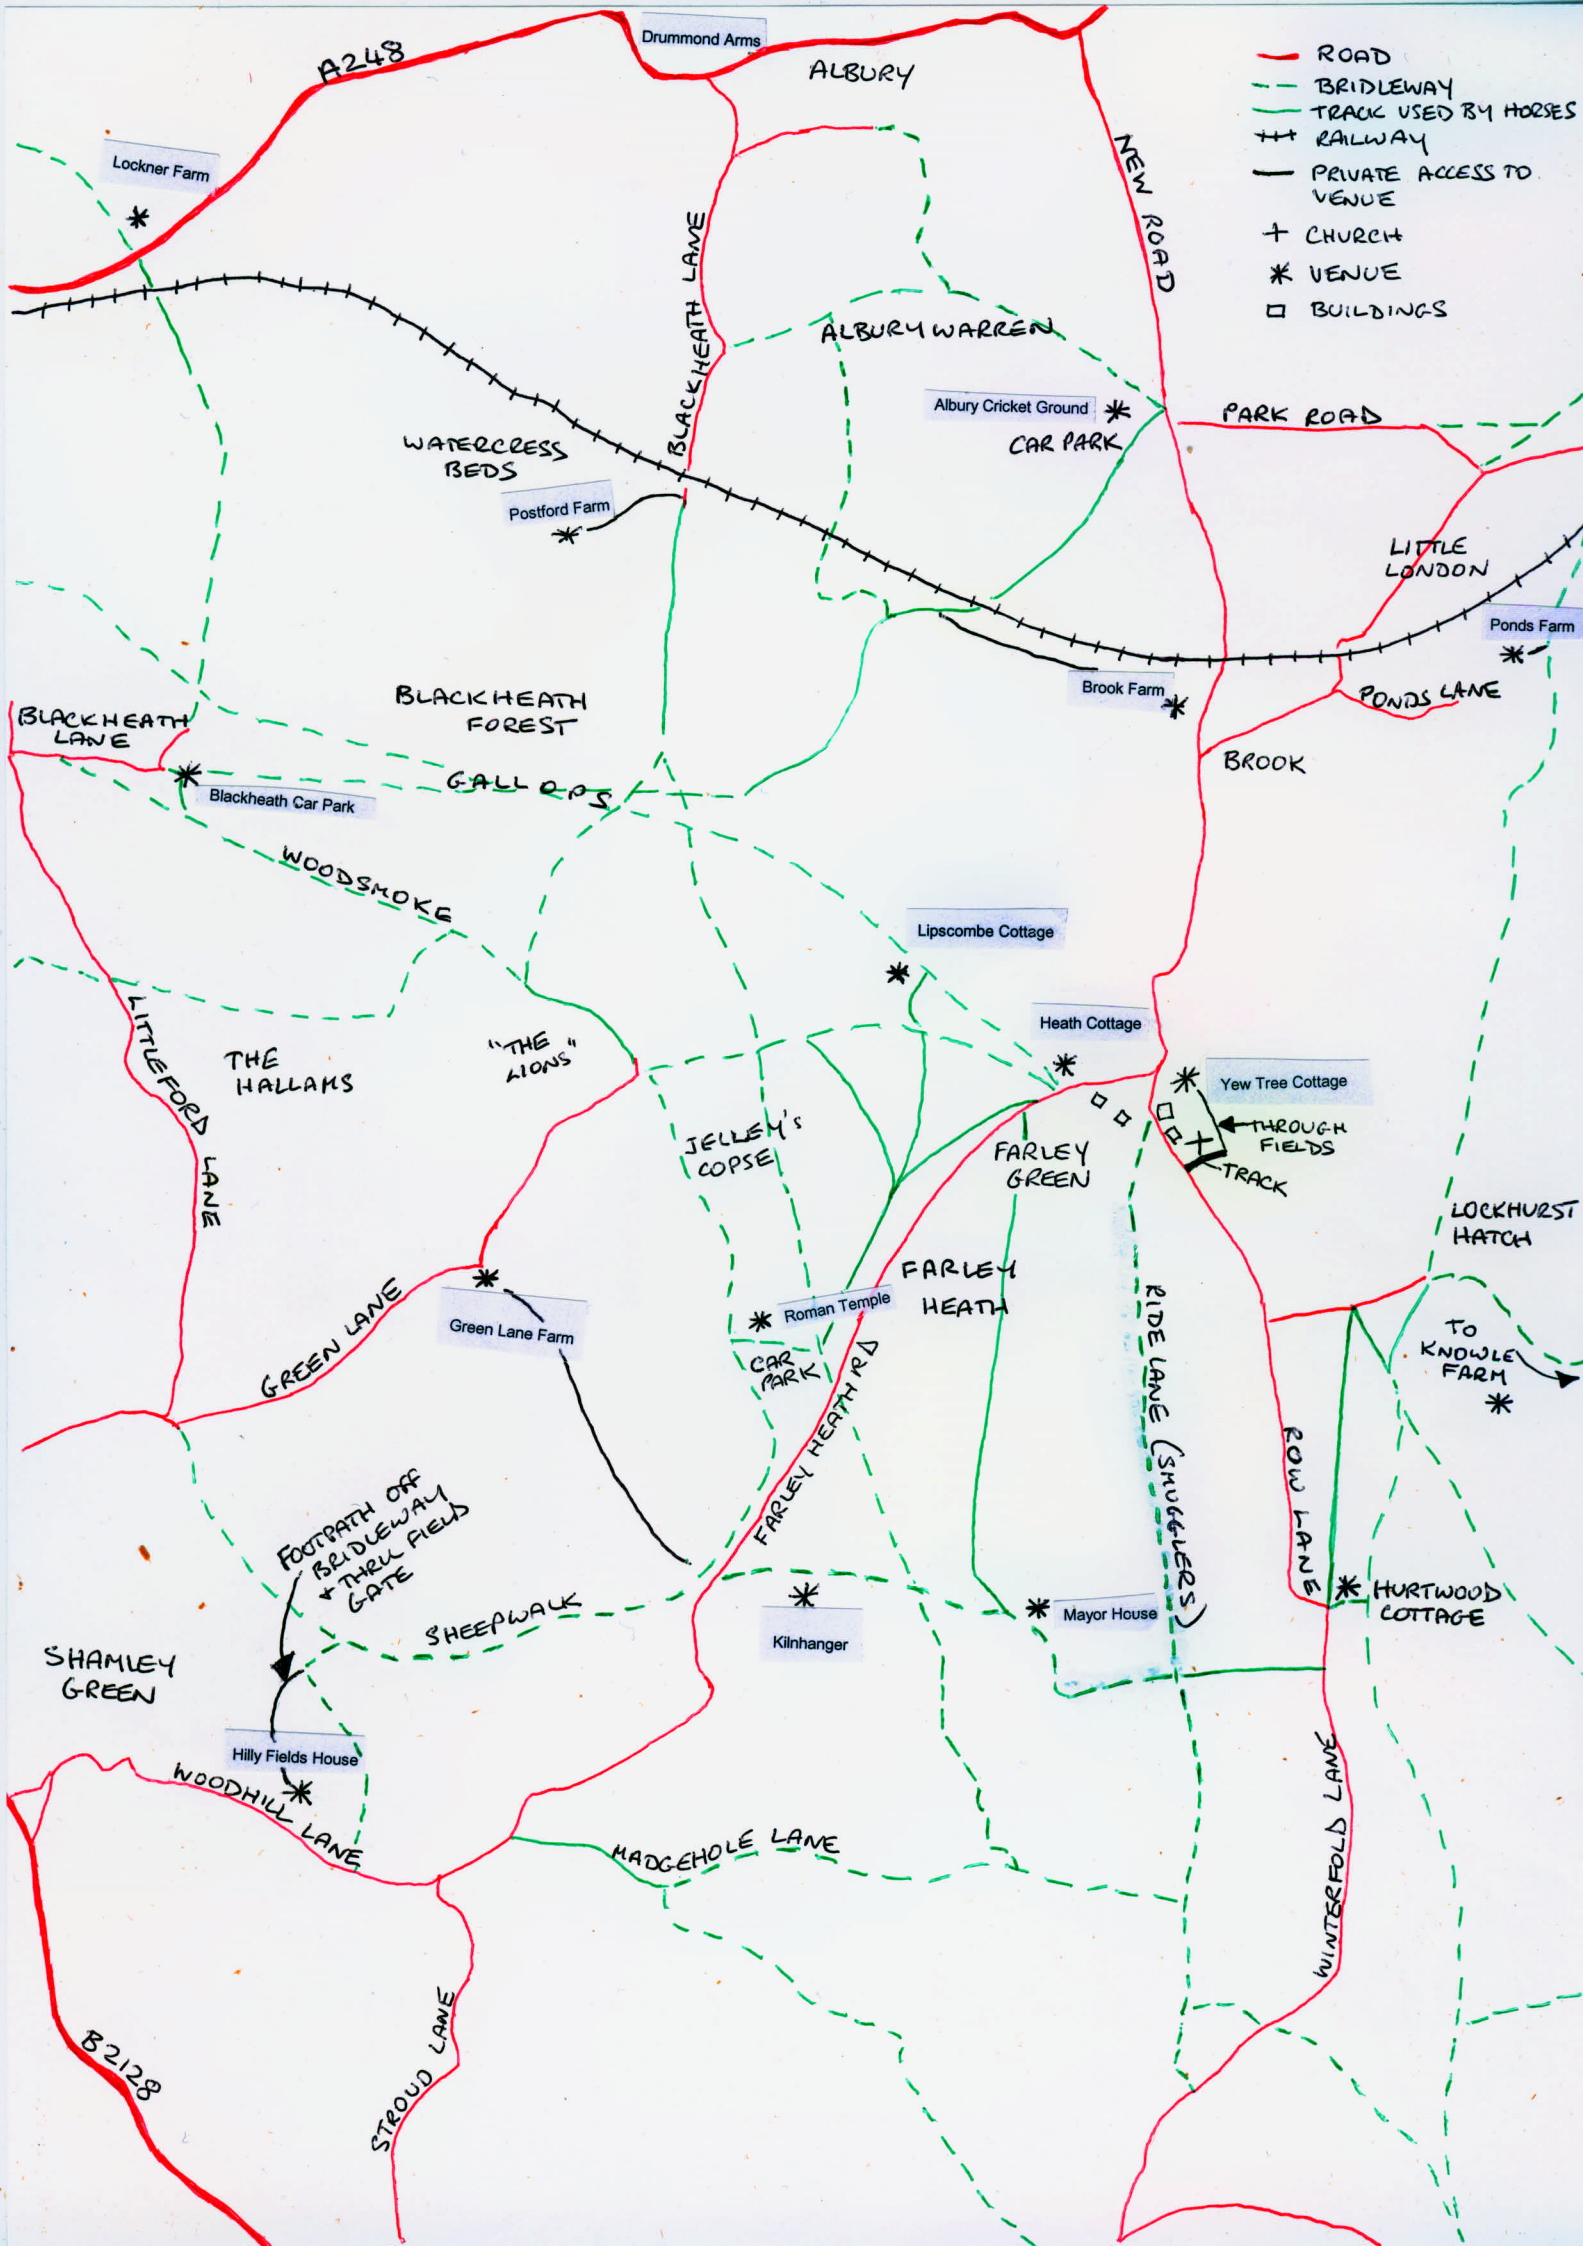 Drummond Arms
A248
ALBURY
ROAD
BRIDLEWAY
TRACK USED BY HORSES
RAILWAY
PRIVATE ACCESS TO
VENUE
CHURCH
VENUE
BUILDINGS
Lockner Farm
NEW ROAD
BLACKHEATH LANE
ALBURY WARREN
Albury Cricket Ground
CAR PARK
PARK ROAD
WATERCRESS
BEDS
Postford Farm
LITTLE
LONDON
Ponds Farm
Brook Farm
PONDS LANE
BLACKHEATH
FOREST
BLACKHEATH
LANE
BROOK
GALLOPS
Blackheath Car Park
WOODSMOKE
Lipscombe Cottage
Heath Cottage
LITTLEFORD LANE
THE
HALLAMS
"THE
LIONS"
Yew Tree Cottage
THROUGH
FIELDS
TRACK
JELLEY'S
COPSE
FARLEY
GREEN
LOCKHURST
HATCH
FARLEY
HEATH
Roman Temple
Green Lane Farm
GREEN LANE
CAR
PARK
FARLEY HEATH RD
RIDE LANE (SMUGGLERS)
TO
KNOWLE
FARM
ROW LANE
FOOTPATH OFF
BRIDLEWAY
+ THRU FIELD
GATE
SHEEPWALK
Kilnhanger
Mayor House
HURTWOOD
COTTAGE
SHAMLEY
GREEN
Hilly Fields House
WOODHILL LANE
MADGEHOLE LANE
WINTERFOLD LANE
STROUD LANE
B2128